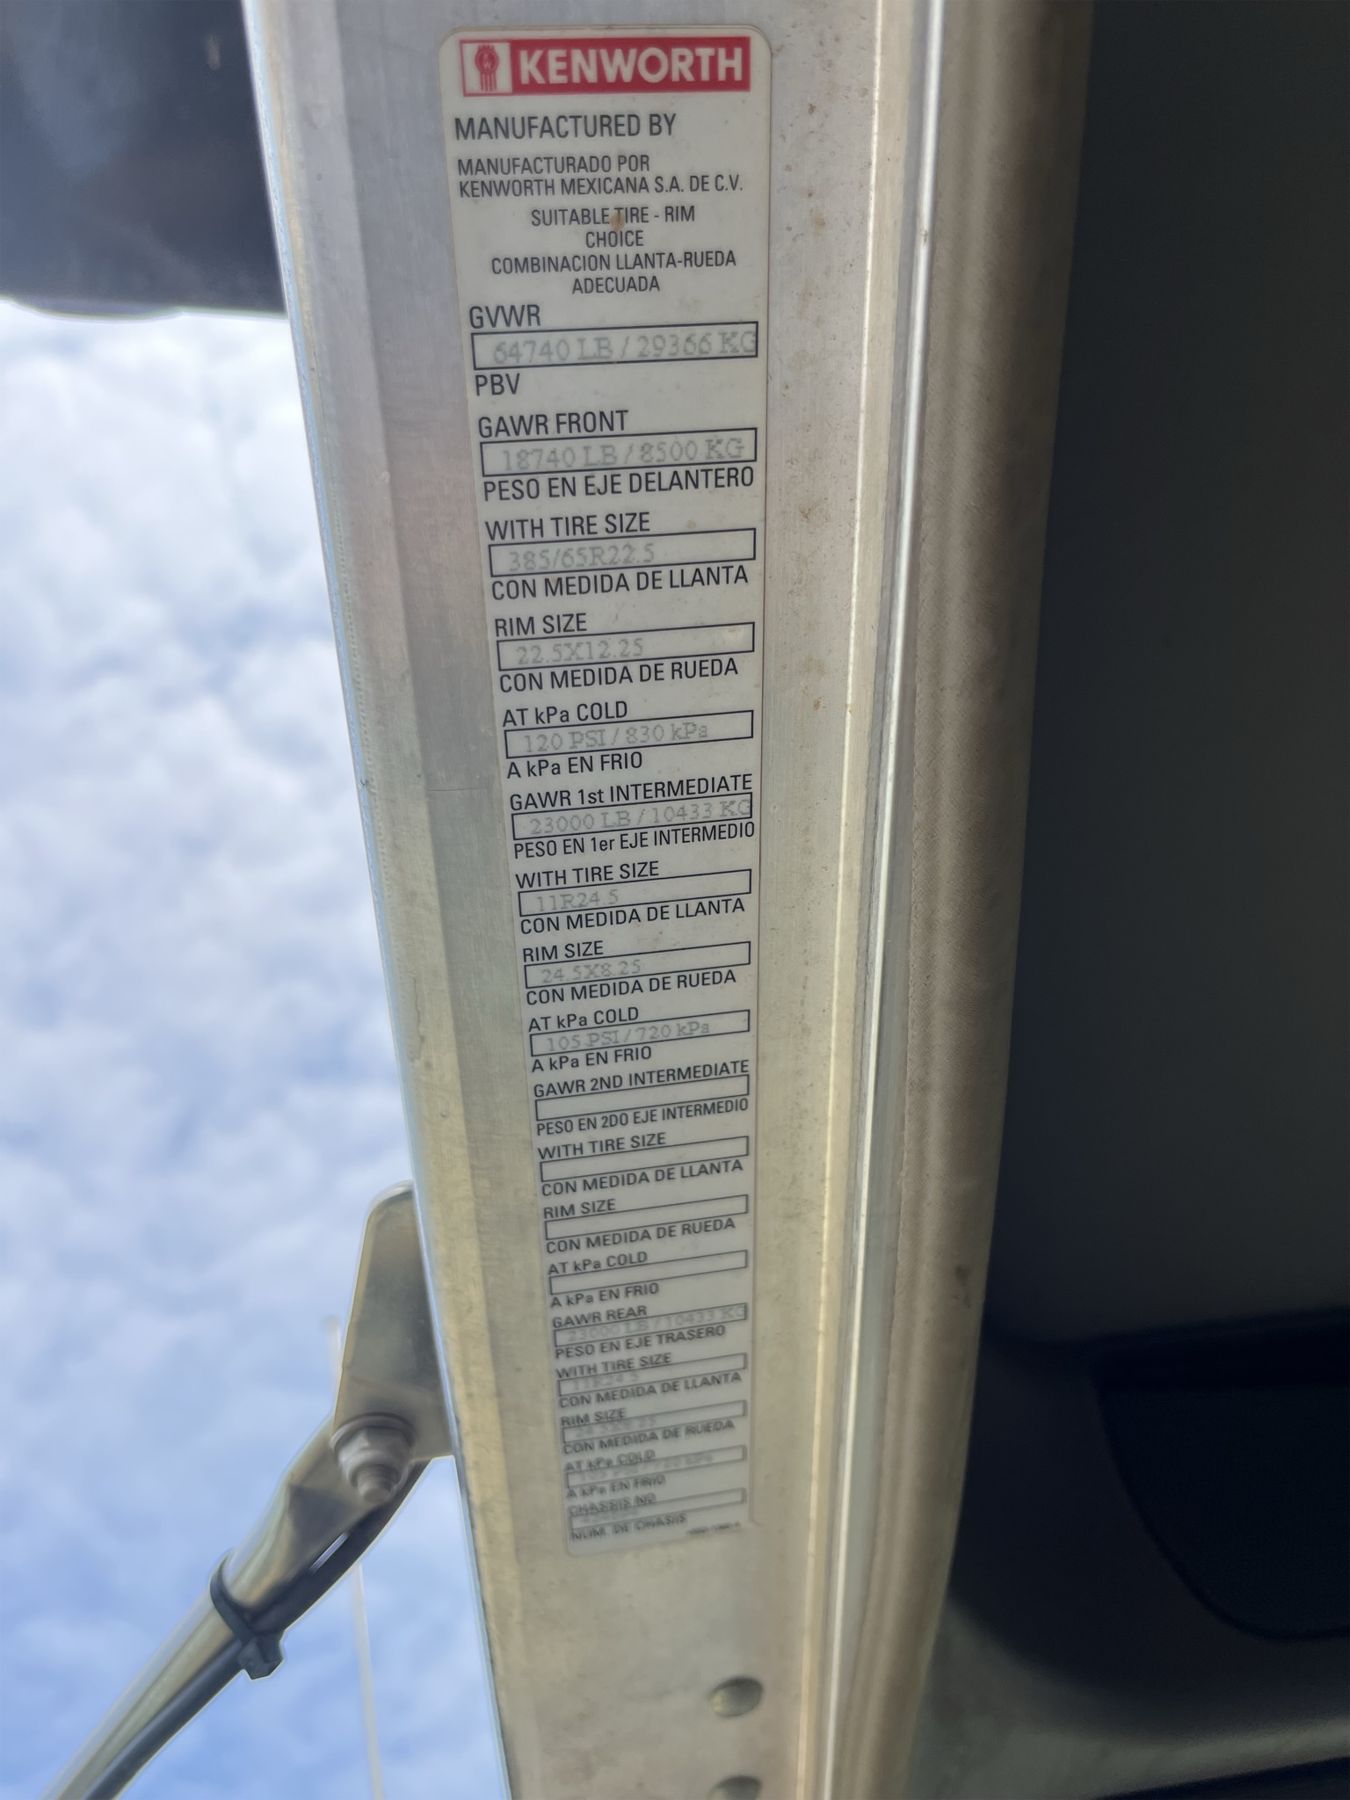 KENWORTH
MANUFACTURED BY
MANUFACTURADO POR
KENWORTH MEXICANA S.A. DE C.V.
SUITABLE TIRE - RIM
CHOICE
COMBINACION LLANTA-RUEDA
ADECUADA
GVWR
64740 LB / 29366 KG
PBV
GAWR FRONT
18740 LB / 8500 KG
PESO EN EJE DELANTERO
WITH TIRE SIZE
385/65R22.5
CON MEDIDA DE LLANTA
RIM SIZE
22.5X12.25
CON MEDIDA DE RUEDA
AT kPa COLD
120 PSI / 830 kPa
A kPa EN FRIO
GAWR 1st INTERMEDIATE
23000 LB / 10433 KG
PESO EN 1er EJE INTERMEDIO
WITH TIRE SIZE
11R24.5
CON MEDIDA DE LLANTA
RIM SIZE
24.5X8.25
CON MEDIDA DE RUEDA
AT kPa COLD
105 PSI / 720 kPa
A kPa EN FRIO
GAWR 2ND INTERMEDIATE
PESO EN 2DO EJE INTERMEDIO
WITH TIRE SIZE
CON MEDIDA DE LLANTA
RIM SIZE
CON MEDIDA DE RUEDA
AT kPa COLD
A kPa EN FRIO
GAWR REAR
23000 LB / 10433 KG
PESO EN EJE TRASERO
WITH TIRE SIZE
11R24.5
CON MEDIDA DE LLANTA
RIM SIZE
CON MEDIDA DE RUEDA
AT kPa COLD
A kPa EN FRIO
CHASSIS NO
NUM. DE CHASIS